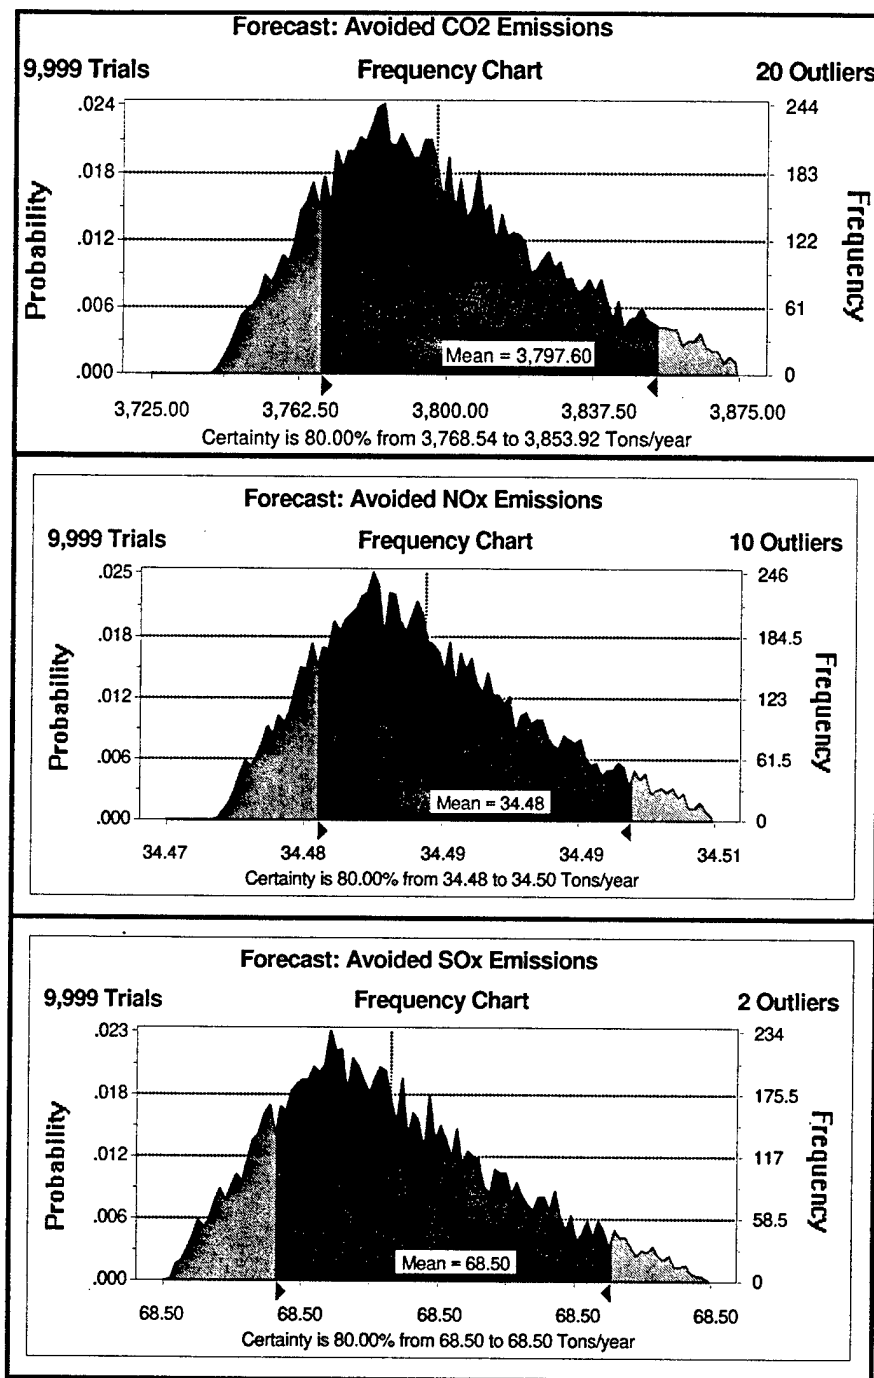 Forecast: Avoided CO2 Emissions
9,999 Trials Frequency Chart 20 Outliers
.024 244
.018 183
.012 122
.006 61
.000 0
Probability
Frequency
Mean = 3,797.60
3,725.00 3,762.50 3,800.00 3,837.50 3,875.00
Certainty is 80.00% from 3,768.54 to 3,853.92 Tons/year
Forecast: Avoided NOx Emissions
9,999 Trials Frequency Chart 10 Outliers
.025 246
.018 184.5
.012 123
.006 61.5
.000 0
Probability
Frequency
Mean = 34.48
34.47 34.48 34.49 34.49 34.51
Certainty is 80.00% from 34.48 to 34.50 Tons/year
Forecast: Avoided SOx Emissions
9,999 Trials Frequency Chart 2 Outliers
.023 234
.018 175.5
.012 117
.006 58.5
.000 0
Probability
Frequency
Mean = 68.50
68.50 68.50 68.50 68.50 68.50
Certainty is 80.00% from 68.50 to 68.50 Tons/year